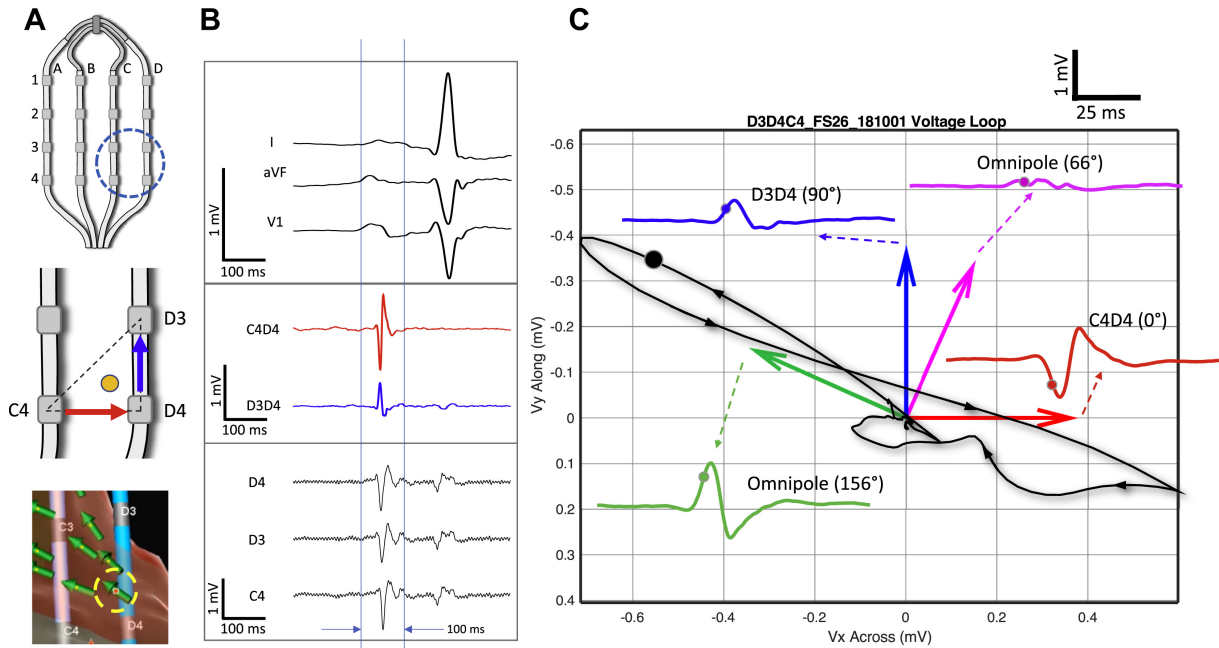 A
A B C D
1
2
3
4
D3
C4
D4
C3
D3
C4
D4
B
I
aVF
V1
1 mV
100 ms
C4D4
D3D4
1 mV
100 ms
D4
D3
C4
1 mV
100 ms
100 ms
C
1 mV
25 ms
D3D4C4_FS26_181001 Voltage Loop
Omnipole (66°)
D3D4 (90°)
C4D4 (0°)
Omnipole (156°)
Vy Along (mV)
-0.6
-0.5
-0.4
-0.3
-0.2
-0.1
0
0.1
0.2
0.3
0.4
-0.6 -0.4 -0.2 0 0.2 0.4
Vx Across (mV)